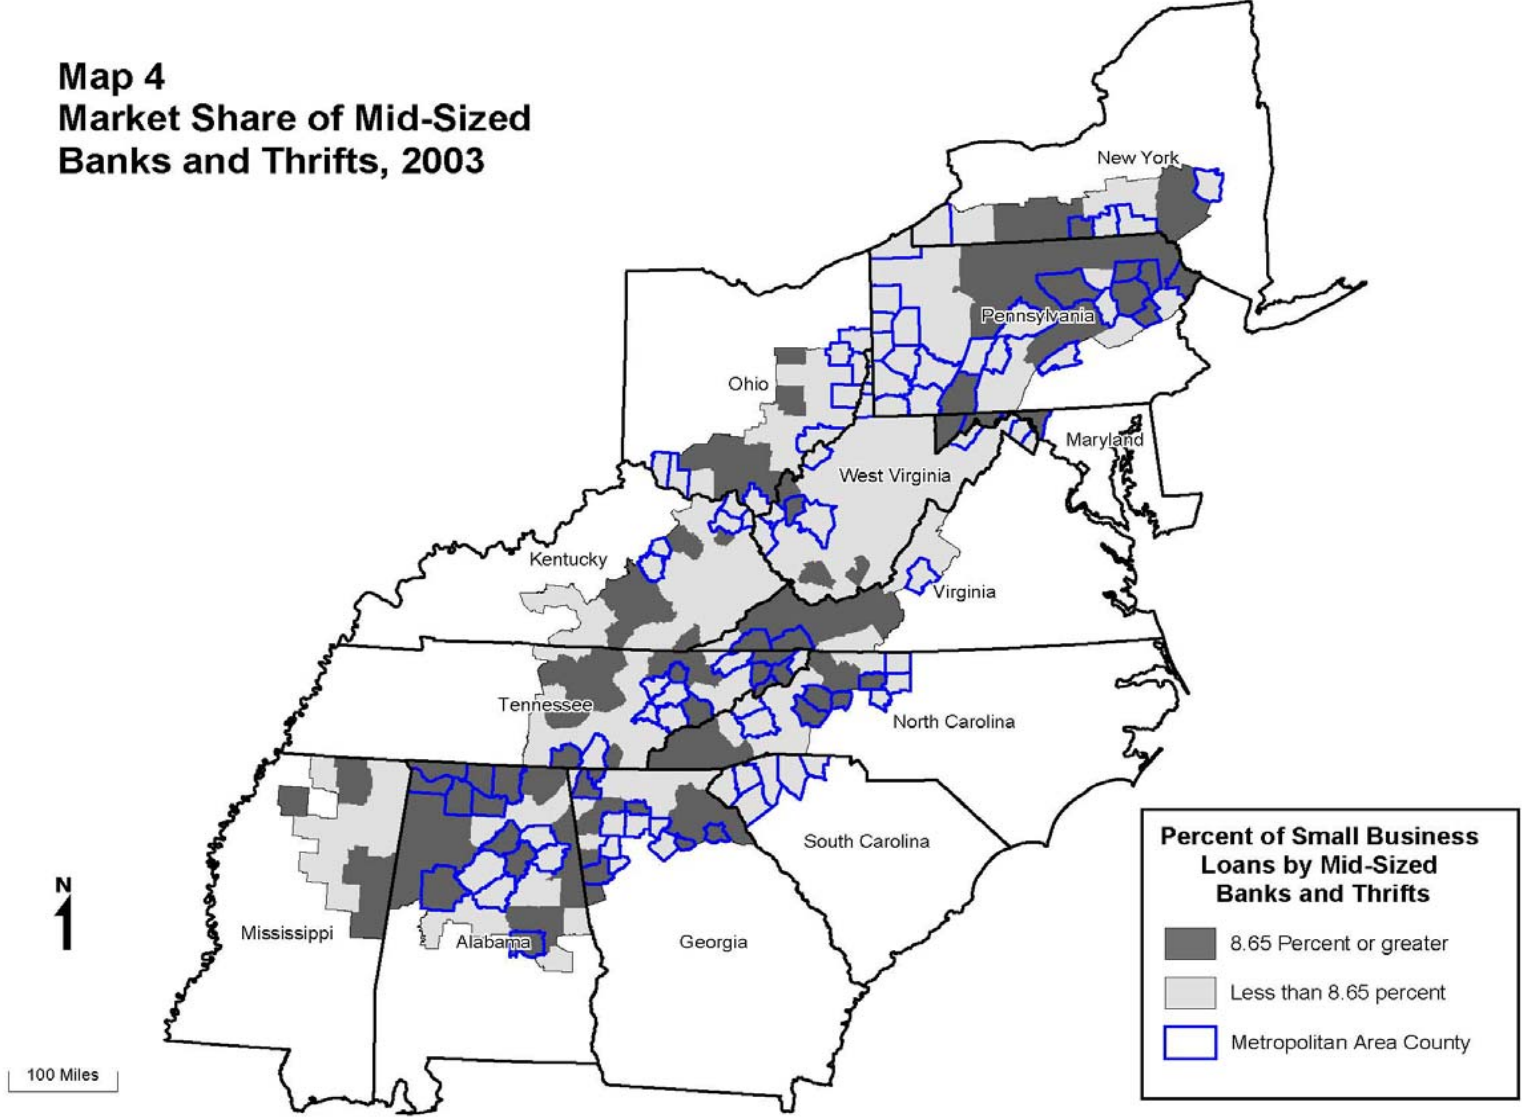 Map 4
Market Share of Mid-Sized
Banks and Thrifts, 2003
New York
Pennsylvania
Ohio
Maryland
West Virginia
Kentucky
Virginia
Tennessee
North Carolina
South Carolina
Mississippi
Alabama
Georgia
N
100 Miles
Percent of Small Business
Loans by Mid-Sized
Banks and Thrifts
8.65 Percent or greater
Less than 8.65 percent
Metropolitan Area County